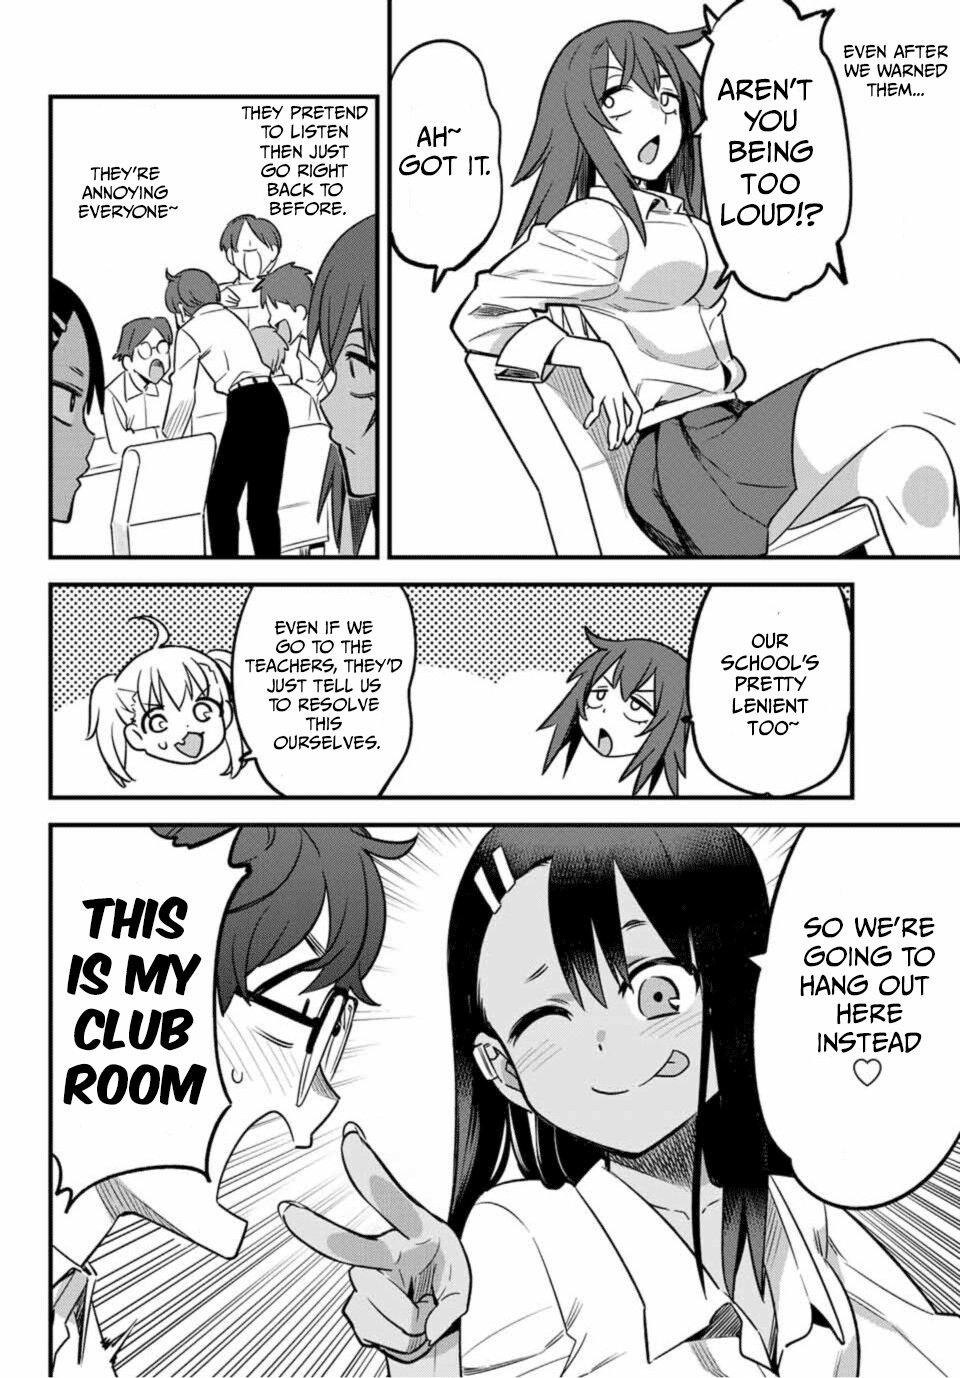 EVEN AFTER
WE WARNED
THEM...
AREN'T
YOU
BEING
TOO
LOUD!?
AH~
GOT IT.
THEY PRETEND
TO LISTEN
THEN JUST
GO RIGHT
BACK TO
BEFORE.
THEY'RE
ANNOYING
EVERYONE~
OUR
SCHOOL'S
PRETTY
LENIENT
TOO~
EVEN IF WE
GO TO THE
TEACHERS, THEY'D
JUST TELL US
TO RESOLVE
THIS
OURSELVES.
SO WE'RE
GOING TO
HANG OUT
HERE
INSTEAD
♡
THIS
IS MY
CLUB
ROOM